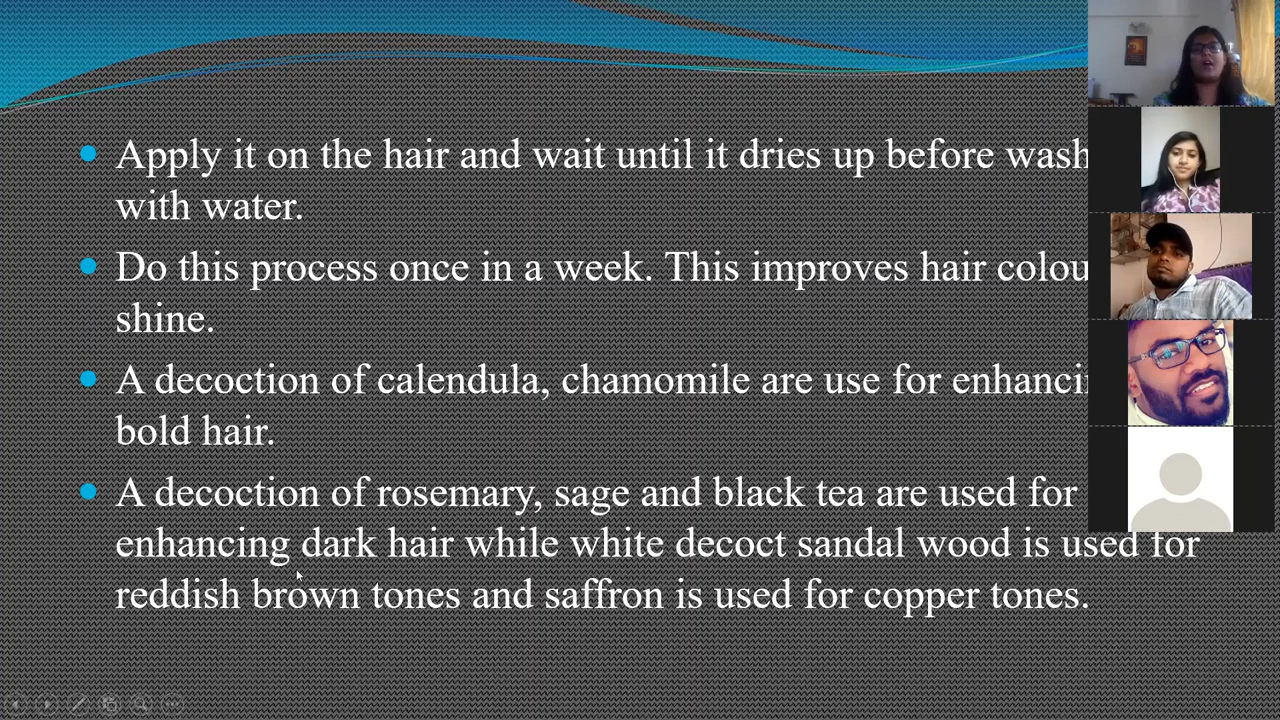 Apply it on the hair and wait until it dries up before wash
with water.
Do this process once in a week. This improves hair colou
shine.
A decoction of calendula, chamomile are use for enhanci
bold hair.
A decoction of rosemary, sage and black tea are used for
enhancing dark hair while white decoct sandal wood is used for
reddish brown tones and saffron is used for copper tones.